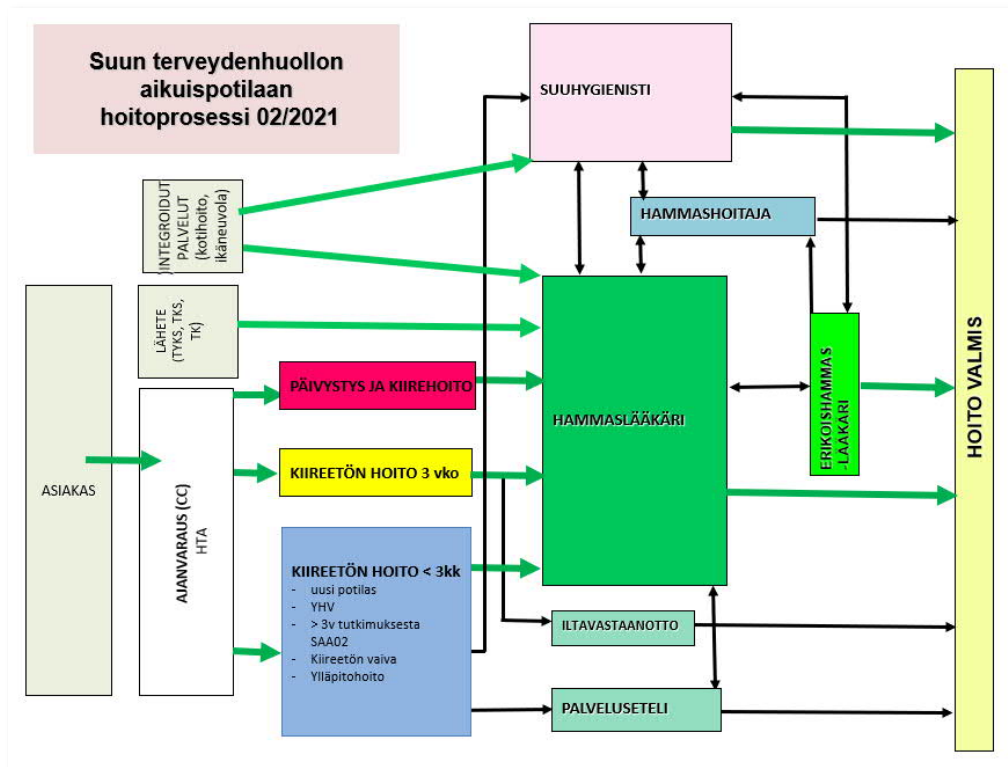 Suun terveydenhuollon
aikuispotilaan
hoitoprosessi 02/2021
SUUHYGIENISTI
HAMMASHOITAJA
)INTEGROIDUT
PALVELUT
(kotihoito,
ikäneuvola)
LÄHETE
(TYKS, TKS,
TK)
ASIAKAS
AJANVARAUS (CC)
HTA
PÄIVYSTYS JA KIIREHOITO
KIIREETÖN HOITO 3 vko
KIIREETÖN HOITO < 3kk
- uusi potilas
- YHV
- > 3v tutkimuksesta
SAA02
- Kiireetön vaiva
- Ylläpitohoito
HAMMASLÄÄKÄRI
ERIKOISHAMMAS
-LÄÄKÄRI
ILTAVASTAANOTTO
PALVELUSETELI
HOITO VALMIS